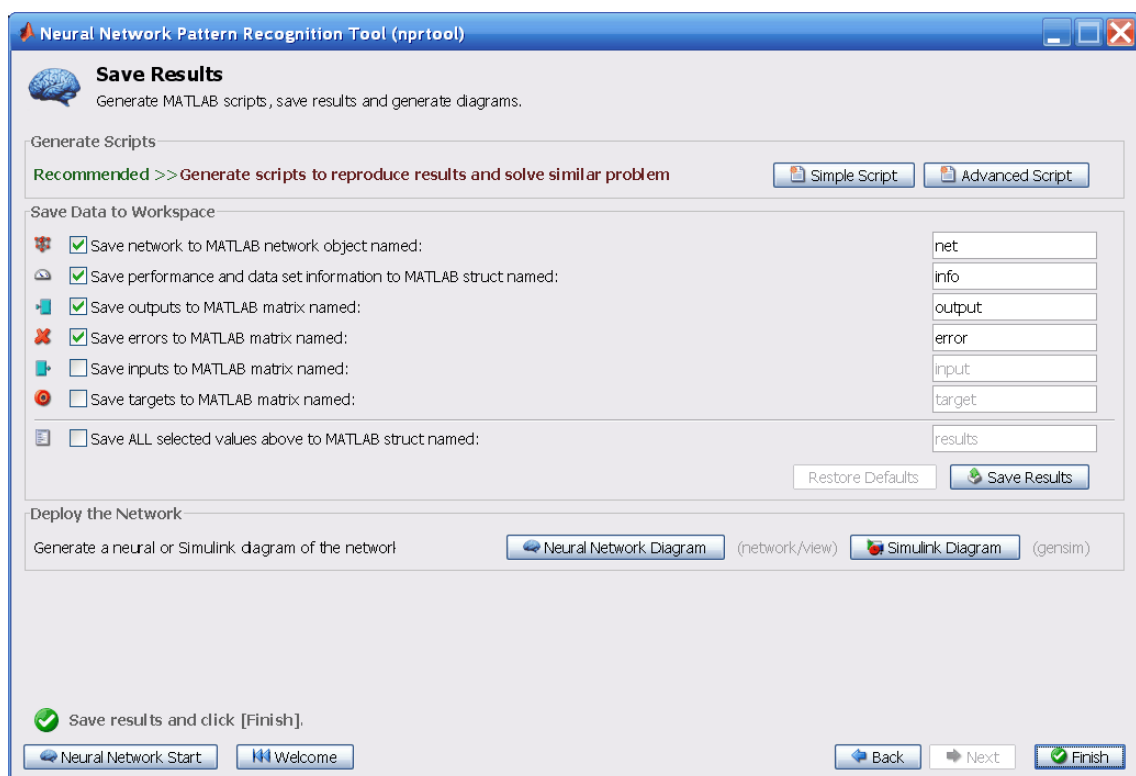 Neural Network Pattern Recognition Tool (nprtool)
Save Results
Generate MATLAB scripts, save results and generate diagrams.
Generate Scripts
Recommended >> Generate scripts to reproduce results and solve similar problem
Simple Script
Advanced Script
Save Data to Workspace
Save network to MATLAB network object named: net
Save performance and data set information to MATLAB struct named: info
Save outputs to MATLAB matrix named: output
Save errors to MATLAB matrix named: error
Save inputs to MATLAB matrix named: input
Save targets to MATLAB matrix named: target
Save ALL selected values above to MATLAB struct named: results
Restore Defaults
Save Results
Deploy the Network
Generate a neural or Simulink diagram of the network
Neural Network Diagram
(network/view)
Simulink Diagram
(gensim)
Save results and click [Finish].
Neural Network Start
Welcome
Back
Next
Finish